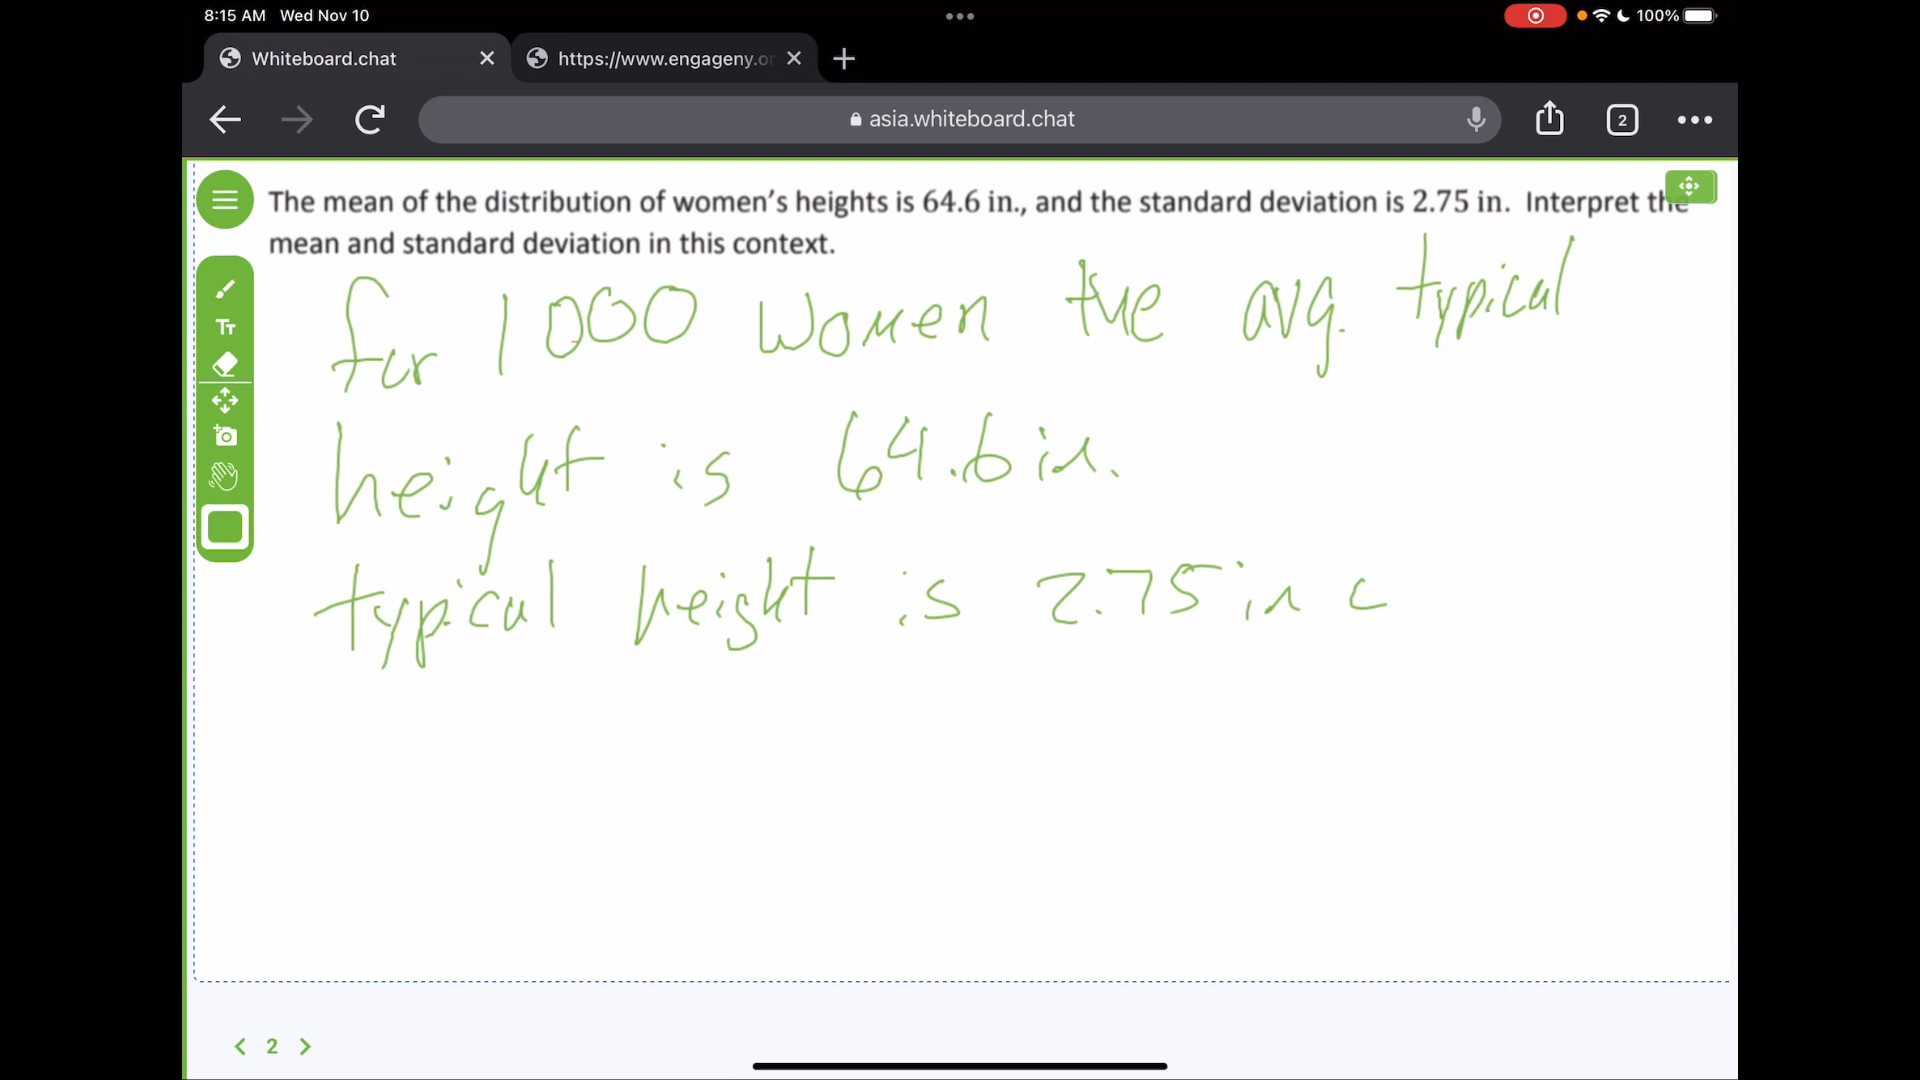 8:15 AM Wed Nov 10
100%
Whiteboard.chat
https://www.engageny.o
asia.whiteboard.chat
2
The mean of the distribution of women's heights is 64.6 in., and the standard deviation is 2.75 in. Interpret the
mean and standard deviation in this context.
for 1000 women the avg. typical
height is 64.6 in.
typical height is 2.75 in c
TT
2